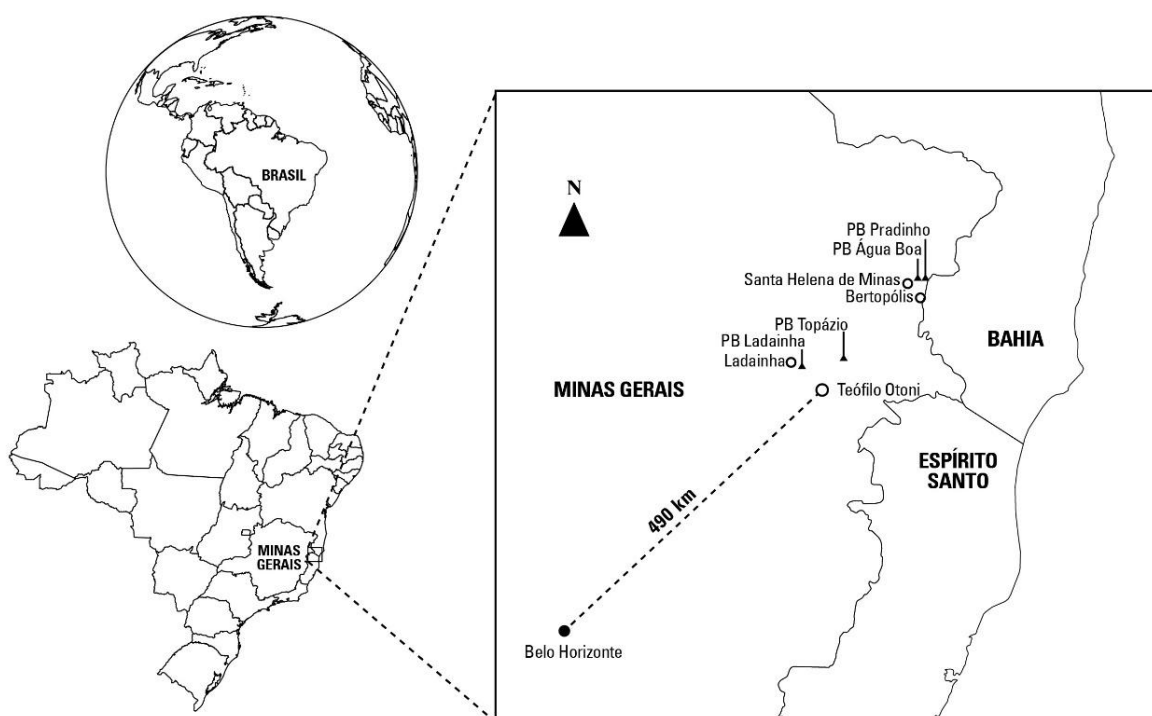 BRASIL
MINAS
GERAIS
N
PB Pradinho
PB Água Boa
Santa Helena de Minas
Bertopólis
PB Topázio
PB Ladainha
Ladainha
BAHIA
MINAS GERAIS
Teófilo Otoni
ESPÍRITO
SANTO
490 km
Belo Horizonte